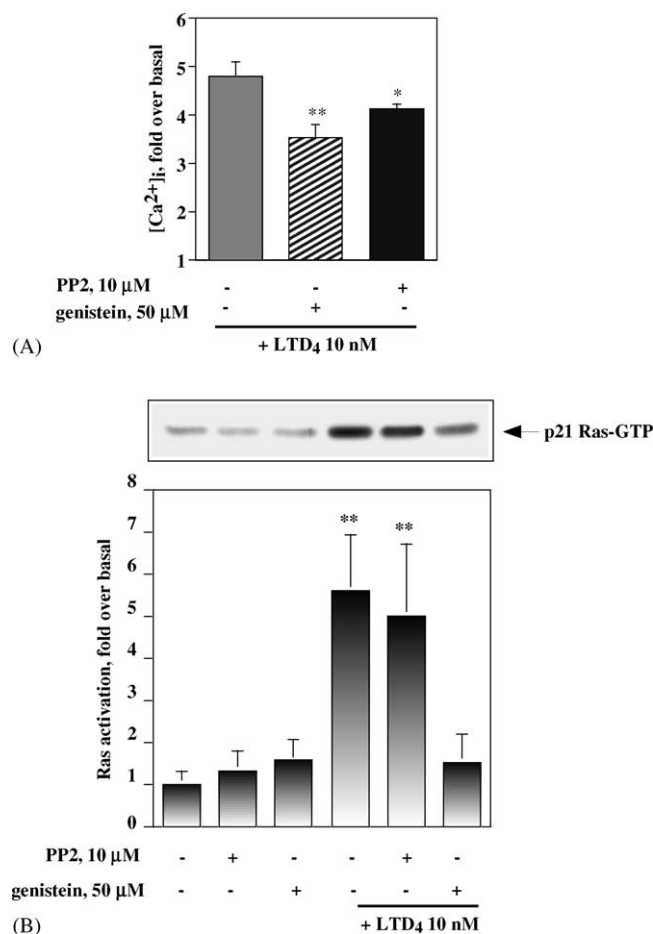 [Ca2+]i, fold over basal
6
5
4
3
2
1
**
*
PP2, 10 µM - - +
genistein, 50 µM - + -
+ LTD4 10 nM
(A)
p21 Ras-GTP
Ras activation, fold over basal
8
7
6
5
4
3
2
1
0
** **
PP2, 10 µM - + - - + -
genistein, 50 µM - - + - - +
+ LTD4 10 nM
(B)